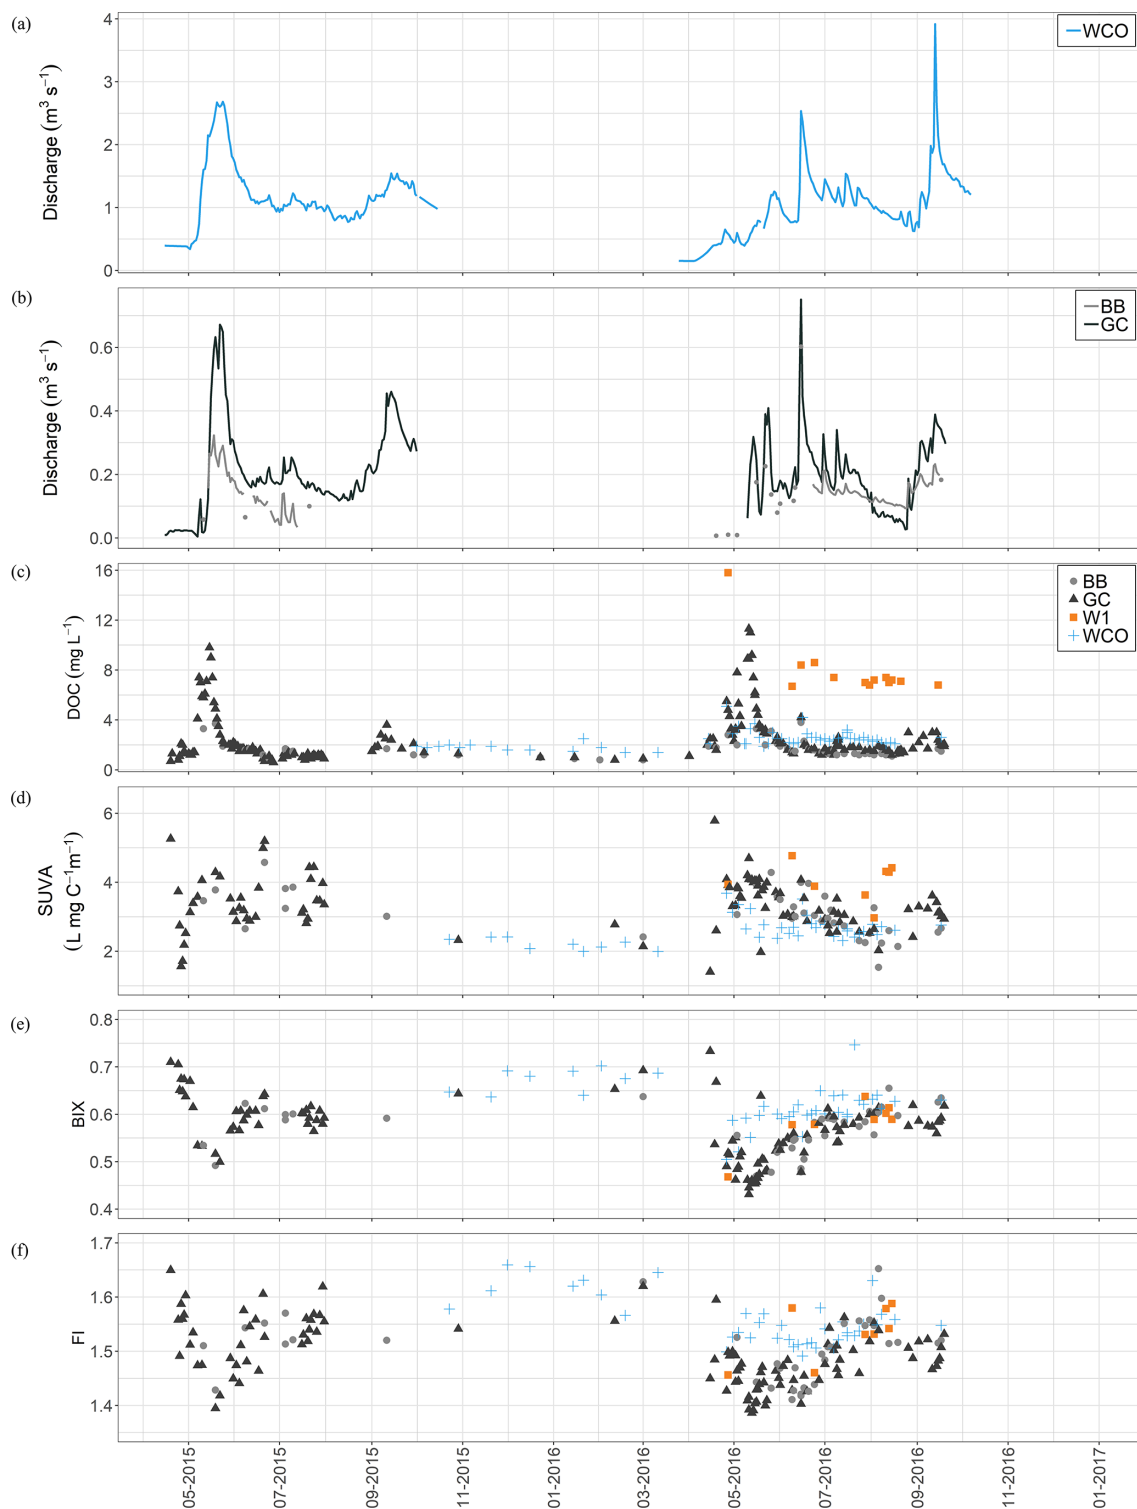 (a)
Discharge (m³ s⁻¹)
4
3
2
1
0
WCO
(b)
Discharge (m³ s⁻¹)
0.6
0.4
0.2
0.0
BB
GC
(c)
DOC (mg L⁻¹)
16
12
8
4
0
BB
GC
W1
WCO
(d)
SUVA
(L mg C⁻¹m⁻¹)
6
4
2
(e)
BIX
0.8
0.7
0.6
0.5
0.4
(f)
FI
1.7
1.6
1.5
1.4
05-2015
07-2015
09-2015
11-2015
01-2016
03-2016
05-2016
07-2016
09-2016
11-2016
01-2017